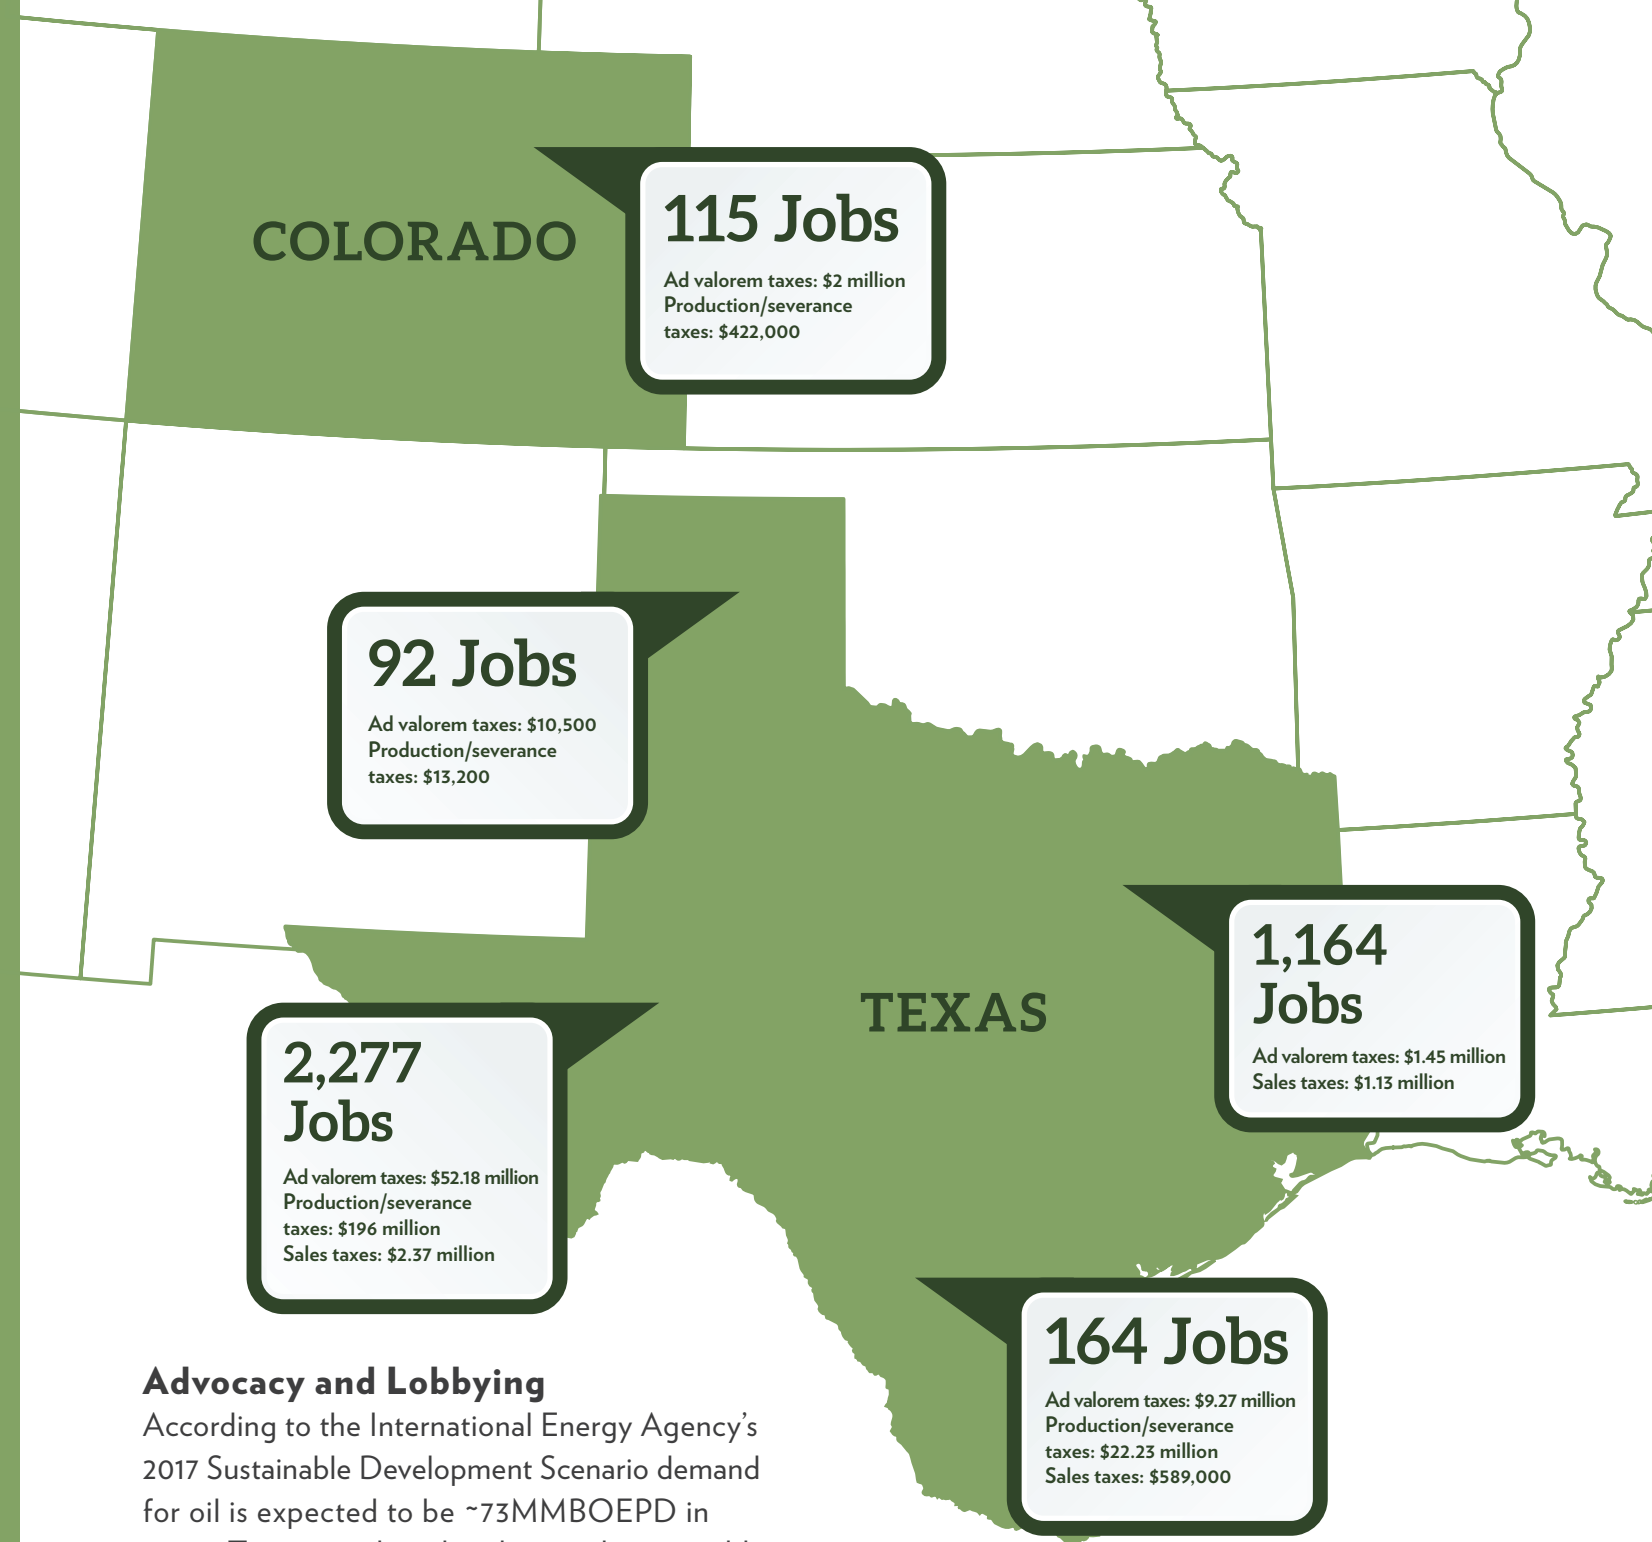 COLORADO
115 Jobs
Ad valorem taxes: $2 million
Production/severance
taxes: $422,000
92 Jobs
Ad valorem taxes: $10,500
Production/severance
taxes: $13,200
TEXAS
1,164
Jobs
Ad valorem taxes: $1.45 million
Sales taxes: $1.13 million
2,277
Jobs
Ad valorem taxes: $52.18 million
Production/severance
taxes: $196 million
Sales taxes: $2.37 million
164 Jobs
Ad valorem taxes: $9.27 million
Production/severance
taxes: $22.23 million
Sales taxes: $589,000
Advocacy and Lobbying
According to the International Energy Agency’s
2017 Sustainable Development Scenario demand
for oil is expected to be ~73MMBOEPD in